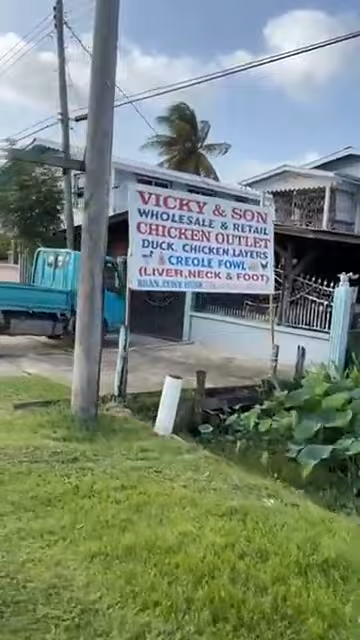 VICKY & SON
WHOLESALE & RETAIL
CHICKEN OUTLET
DUCK. CHICKEN. LAYERS
CREOLE FOWL
(LIVER, NECK & FOOT)